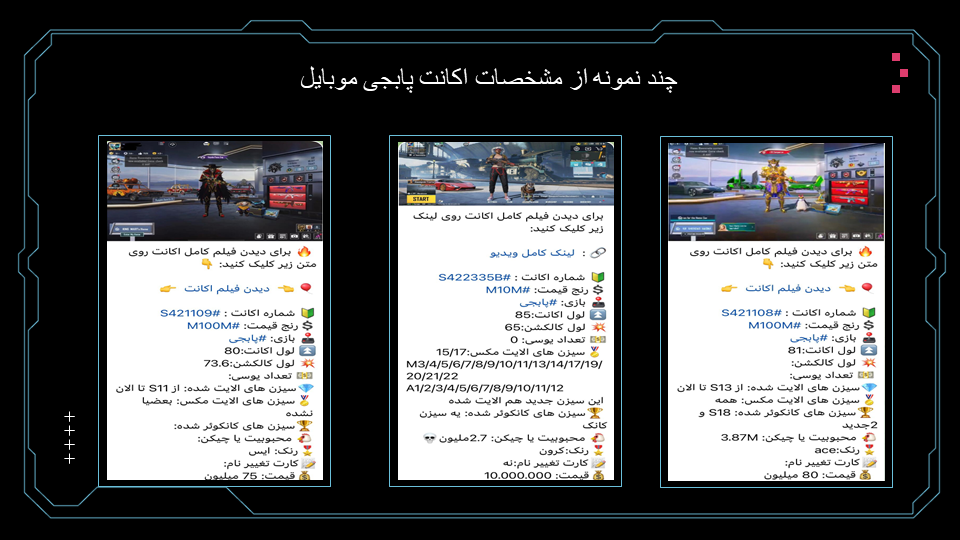 چند نمونه از مشخصات اکانت پابجی موبایل
🔥 برای دیدن فیلم کامل اکانت روی
متن زیر کلیک کنید: 👇
🎈 👈 دیدن فیلم اکانت 👉
🔰 شماره اکانت : #S421108
💲 رنج قیمت: #M100M
🕹 بازی: #پابجی
⏫ لول اکانت: 81
💥 لول کالکشن:
💵 تعداد یوسی:
💎سیزن های الایت شده: از S13 تا الان
🏅سیزن های الایت مکس: همه
🏆سیزن های کانکوئر شده: S18 و
2جدید
🐔 محبوبیت یا چیکن: 3.87M
🎖رنک:ace
📝 کارت تغییر نام:
💰قیمت: 80 میلیون
START
برای دیدن فیلم کامل اکانت روی لینک
زیر کلیک کنید:
🔗 : لینک کامل ویدیو
🔰 شماره اکانت : #S422335B
💲 رنج قیمت: #M10M
🕹 بازی: #پابجی
⏫ لول اکانت:85
💥 لول کالکشن:65
💵 تعداد یوسی: 0
🏅سیزن های الایت مکس:15/17
M3/4/5/6/7/8/9/10/11/13/14/17/19/
20/21/22
A1/2/3/4/5/6/7/8/9/10/11/12
این سیزن جدید هم الایت شده
🏆سیزن های کانکوئر شده: یه سیزن
کانک
🐔 محبوبیت یا چیکن: 2.7ملیون 💀
🎖رنک:کرون
📝 کارت تغییر نام:نه
💰قیمت: 10.000.000
🔥 برای دیدن فیلم کامل اکانت روی
متن زیر کلیک کنید: 👇
🎈 👈 دیدن فیلم اکانت 👉
🔰 شماره اکانت : #S421109
💲 رنج قیمت: #M100M
🕹 بازی: #پابجی
⏫ لول اکانت: 80
💥 لول کالکشن:73.6
💵 تعداد یوسی:
💎سیزن های الایت شده: از S11 تا الان
🏅سیزن های الایت مکس: بعضیا
نشده
🏆سیزن های کانکوئر شده:
🐔 محبوبیت یا چیکن:
🎖رنک: ایس
📝 کارت تغییر نام:
💰قیمت: 75 میلیون